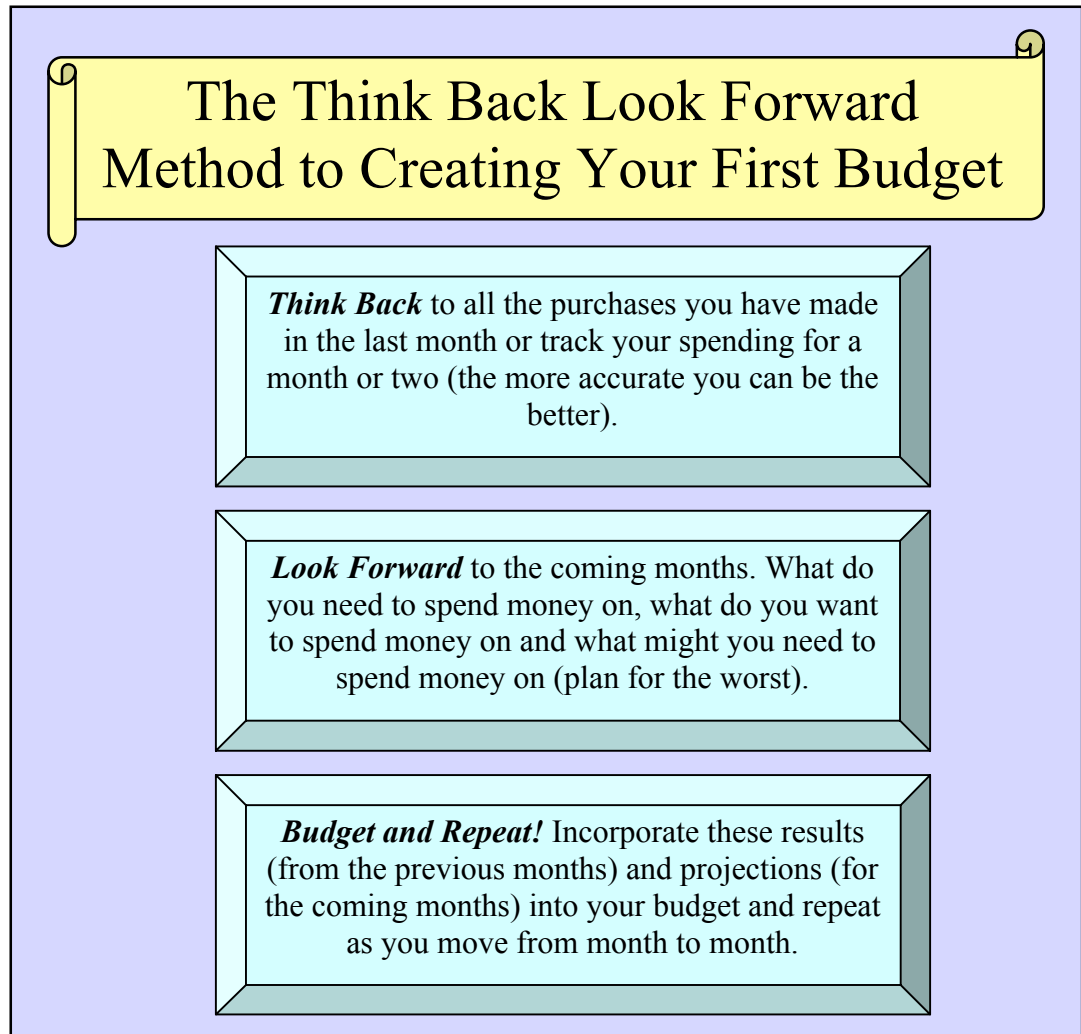 The Think Back Look Forward
Method to Creating Your First Budget
Think Back to all the purchases you have made
in the last month or track your spending for a
month or two (the more accurate you can be the
better).
Look Forward to the coming months. What do
you need to spend money on, what do you want
to spend money on and what might you need to
spend money on (plan for the worst).
Budget and Repeat! Incorporate these results
(from the previous months) and projections (for
the coming months) into your budget and repeat
as you move from month to month.